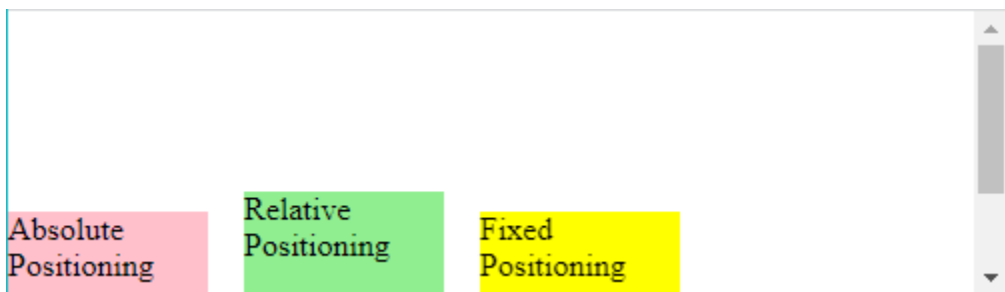 Absolute
Positioning
Relative
Positioning
Fixed
Positioning